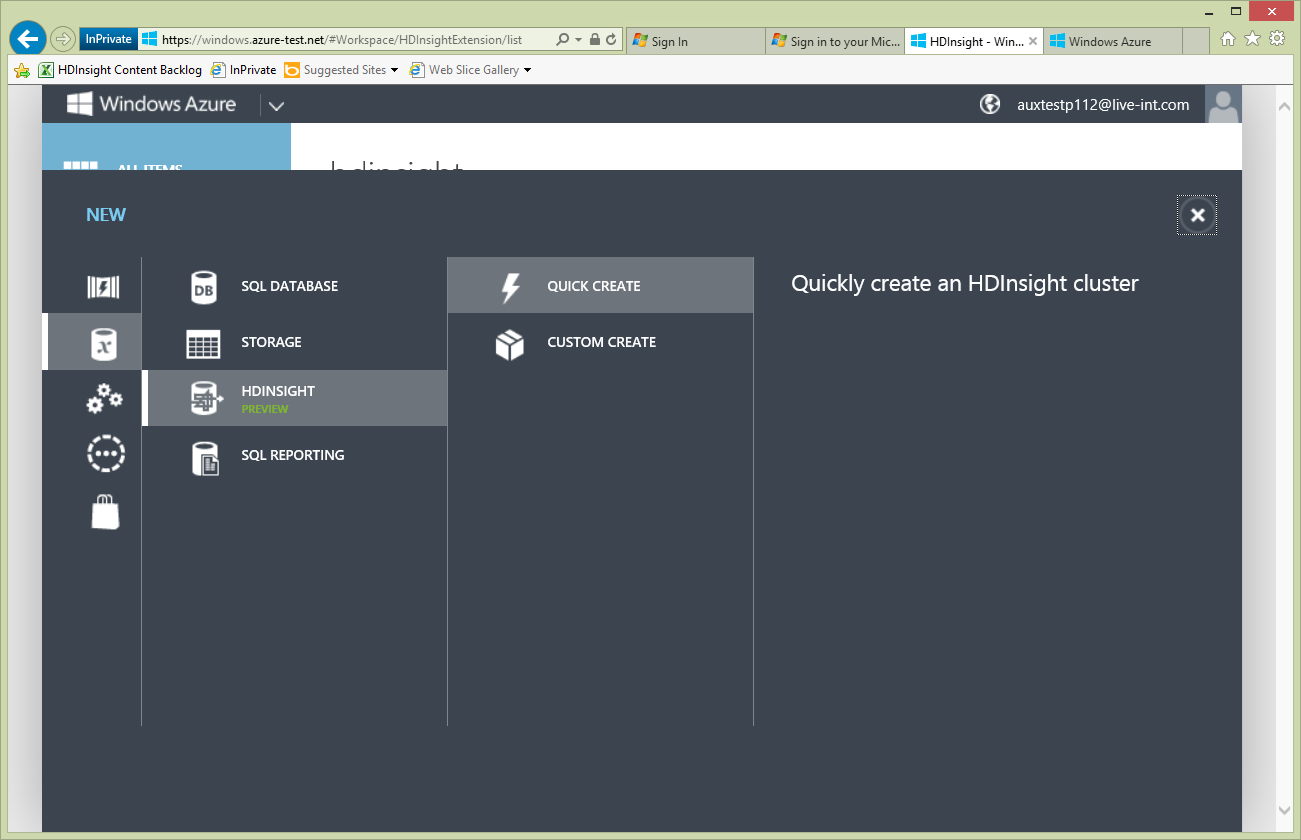 InPrivate
https://windows.azure-test.net/#Workspace/HDInsightExtension/list
Sign In
Sign in to your Mic...
HDInsight - Win...
Windows Azure
HDInsight Content Backlog
InPrivate
Suggested Sites
Web Slice Gallery
Windows Azure
auxtestp112@live-int.com
ALL ITEMS
hdinsight
NEW
SQL DATABASE
STORAGE
HDINSIGHT
PREVIEW
SQL REPORTING
QUICK CREATE
CUSTOM CREATE
Quickly create an HDInsight cluster
DB
x